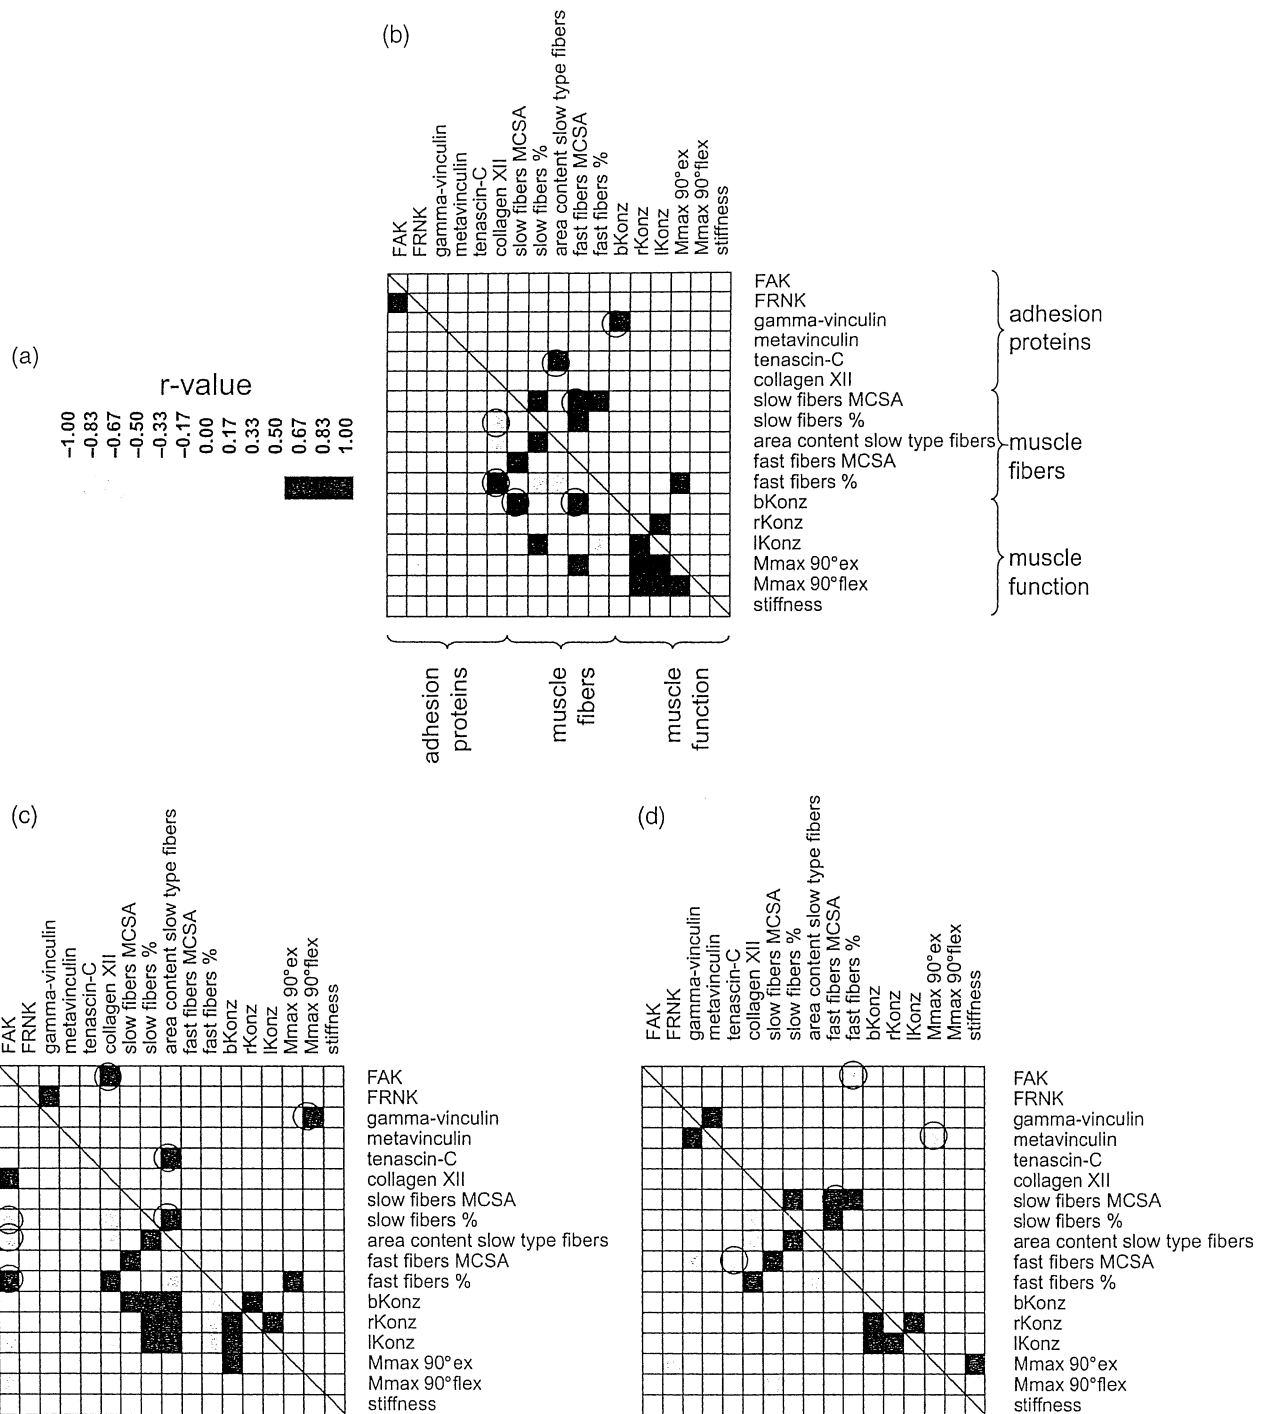 (b)
FAK
FRNK
gamma-vinculin
metavinculin
tenascin-C
collagen XII
slow fibers MCSA
slow fibers %
area content slow type fibers
fast fibers MCSA
fast fibers %
bKonz
rKonz
lKonz
Mmax 90°ex
Mmax 90°flex
stiffness
FAK
FRNK
gamma-vinculin
metavinculin
tenascin-C
collagen XII
slow fibers MCSA
slow fibers %
area content slow type fibers
fast fibers MCSA
fast fibers %
bKonz
rKonz
lKonz
Mmax 90°ex
Mmax 90°flex
stiffness
adhesion
proteins
muscle
fibers
muscle
function
adhesion
proteins
muscle
fibers
muscle
function
(a)
r-value
−1.00
−0.83
−0.67
−0.50
−0.33
−0.17
0.00
0.17
0.33
0.50
0.67
0.83
1.00
(c)
FAK
FRNK
gamma-vinculin
metavinculin
tenascin-C
collagen XII
slow fibers MCSA
slow fibers %
area content slow type fibers
fast fibers MCSA
fast fibers %
bKonz
rKonz
lKonz
Mmax 90°ex
Mmax 90°flex
stiffness
FAK
FRNK
gamma-vinculin
metavinculin
tenascin-C
collagen XII
slow fibers MCSA
slow fibers %
area content slow type fibers
fast fibers MCSA
fast fibers %
bKonz
rKonz
lKonz
Mmax 90°ex
Mmax 90°flex
stiffness
(d)
FAK
FRNK
gamma-vinculin
metavinculin
tenascin-C
collagen XII
slow fibers MCSA
slow fibers %
area content slow type fibers
fast fibers MCSA
fast fibers %
bKonz
rKonz
lKonz
Mmax 90°ex
Mmax 90°flex
stiffness
FAK
FRNK
gamma-vinculin
metavinculin
tenascin-C
collagen XII
slow fibers MCSA
slow fibers %
area content slow type fibers
fast fibers MCSA
fast fibers %
bKonz
rKonz
lKonz
Mmax 90°ex
Mmax 90°flex
stiffness